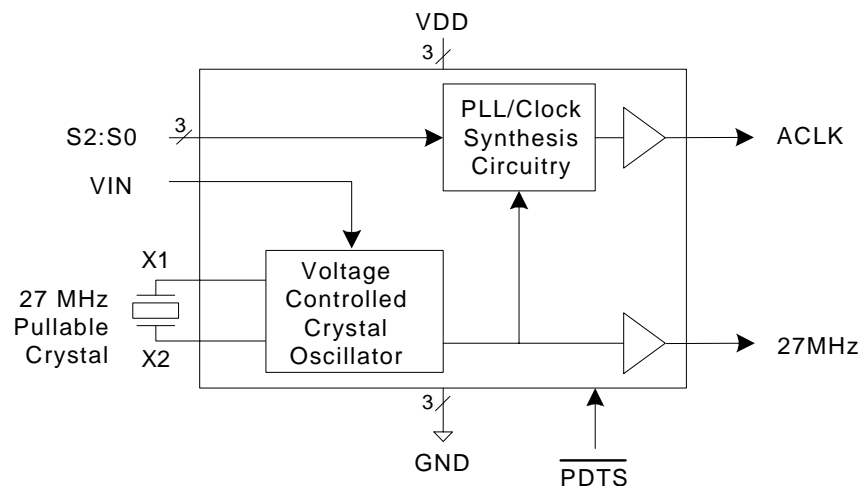 VDD
3
PLL/Clock
Synthesis
Circuitry
S2:S0
3
ACLK
VIN
X1
27 MHz
Pullable
Crystal
X2
Voltage
Controlled
Crystal
Oscillator
27MHz
3
GND
PDTS